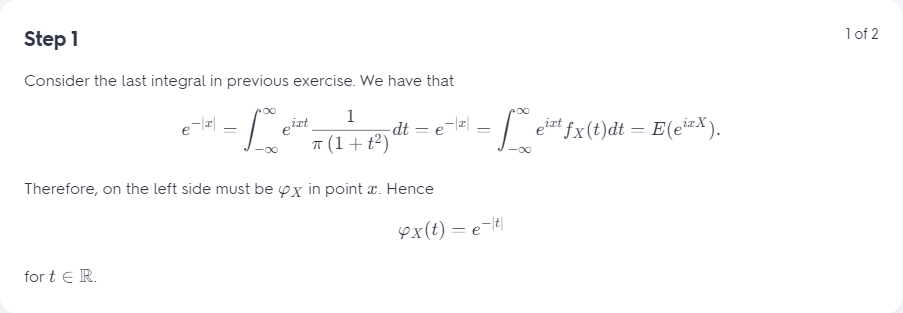 Step 1
1 of 2
Consider the last integral in previous exercise. We have that
$$e^{-|x|} = \int_{-\infty}^{\infty} e^{ixt} \frac{1}{\pi (1 + t^2)} dt = e^{-|x|} = \int_{-\infty}^{\infty} e^{ixt} f_X(t) dt = E(e^{ixX}).$$
Therefore, on the left side must be $\varphi_X$ in point $x$. Hence
$$\varphi_X(t) = e^{-|t|}$$
for $t \in \mathbb{R}$.